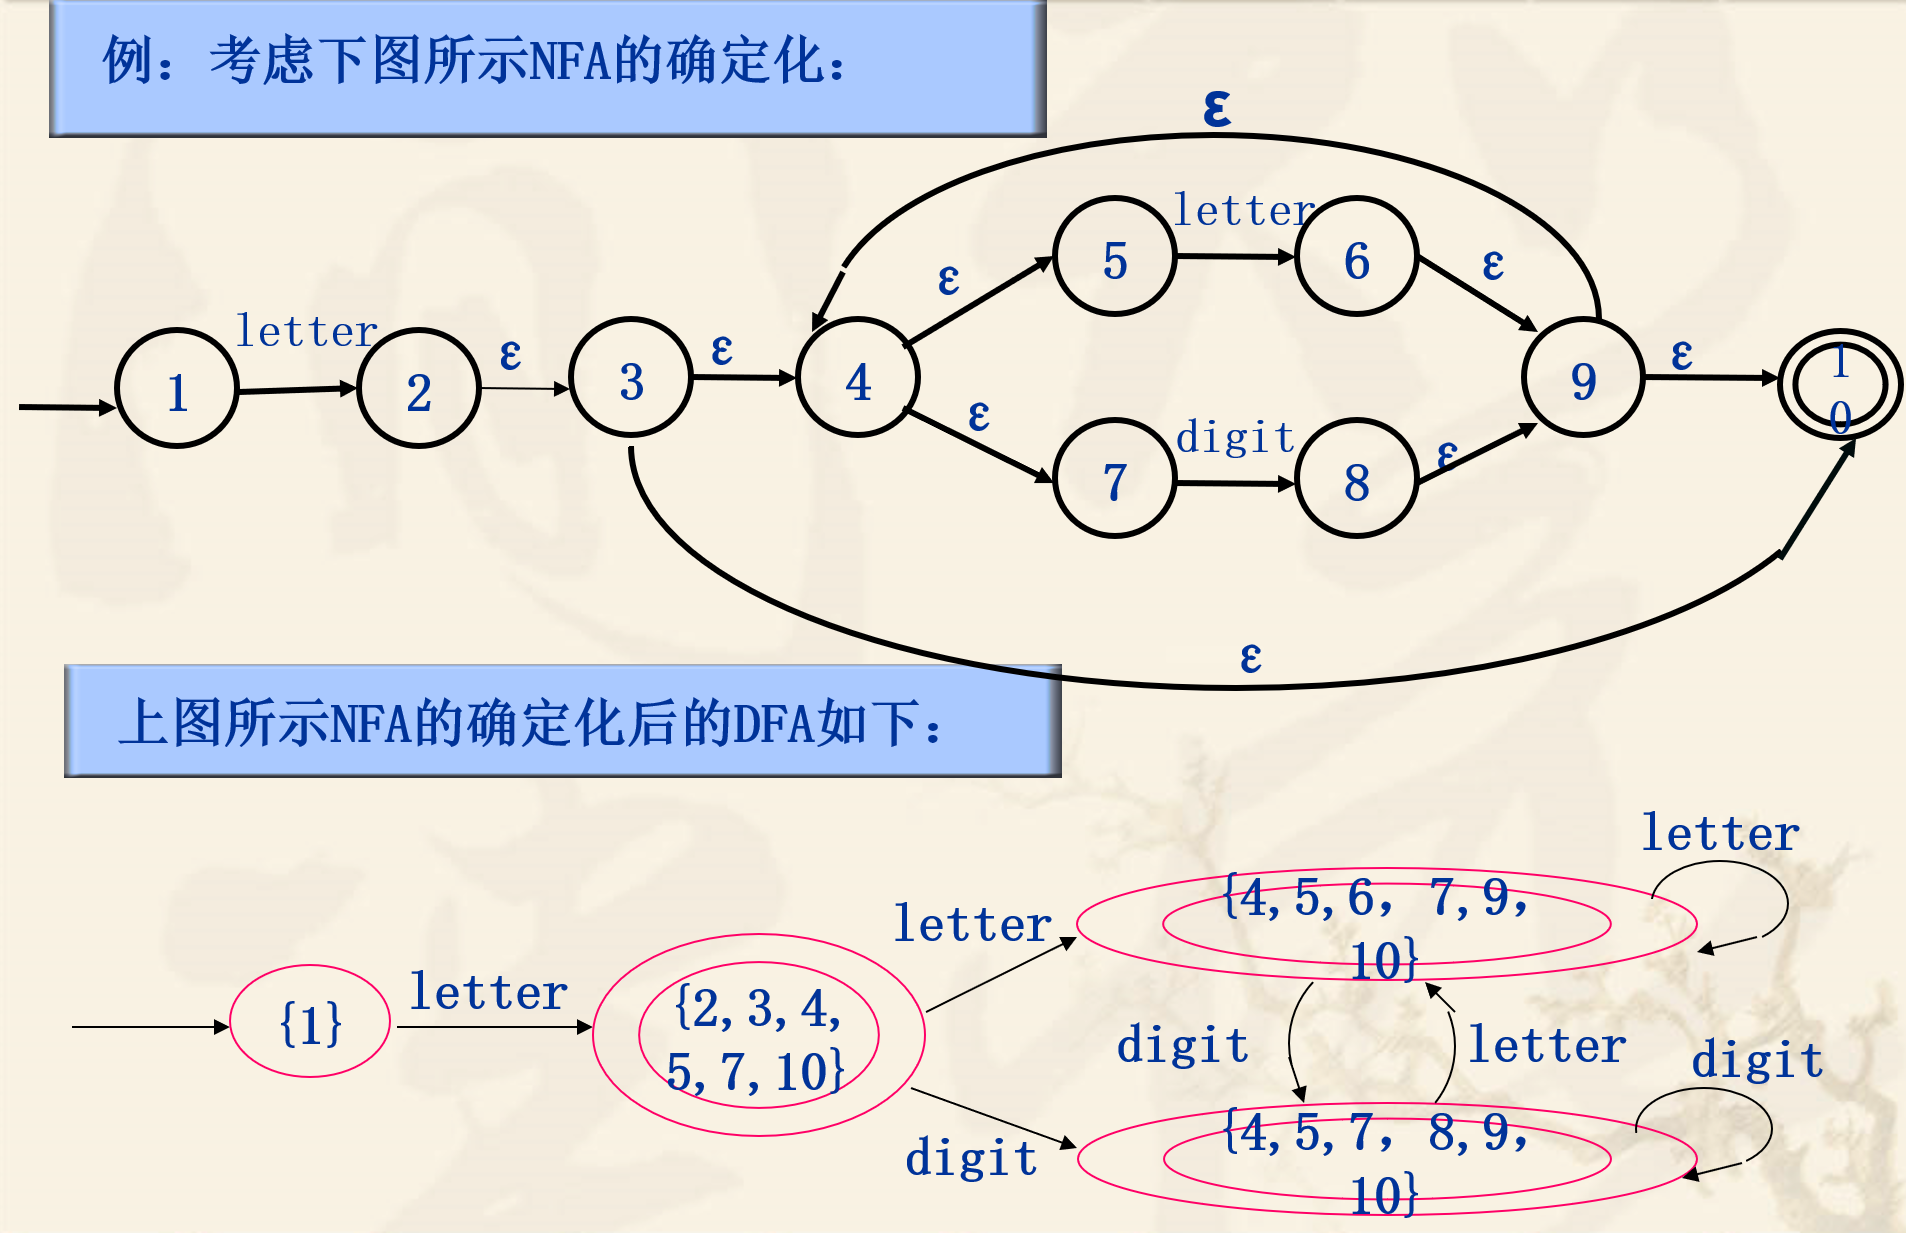 例：考虑下图所示NFA的确定化：
ε
letter
5
6
ε
ε
letter
1
2
ε
3
ε
4
9
ε
1
0
ε
digit
7
8
ε
ε
上图所示NFA的确定化后的DFA如下：
letter
{4,5,6, 7,9,
10}
letter
{1}
letter
{2,3,4,
5,7,10}
digit
letter
digit
digit
{4,5,7, 8,9,
10}